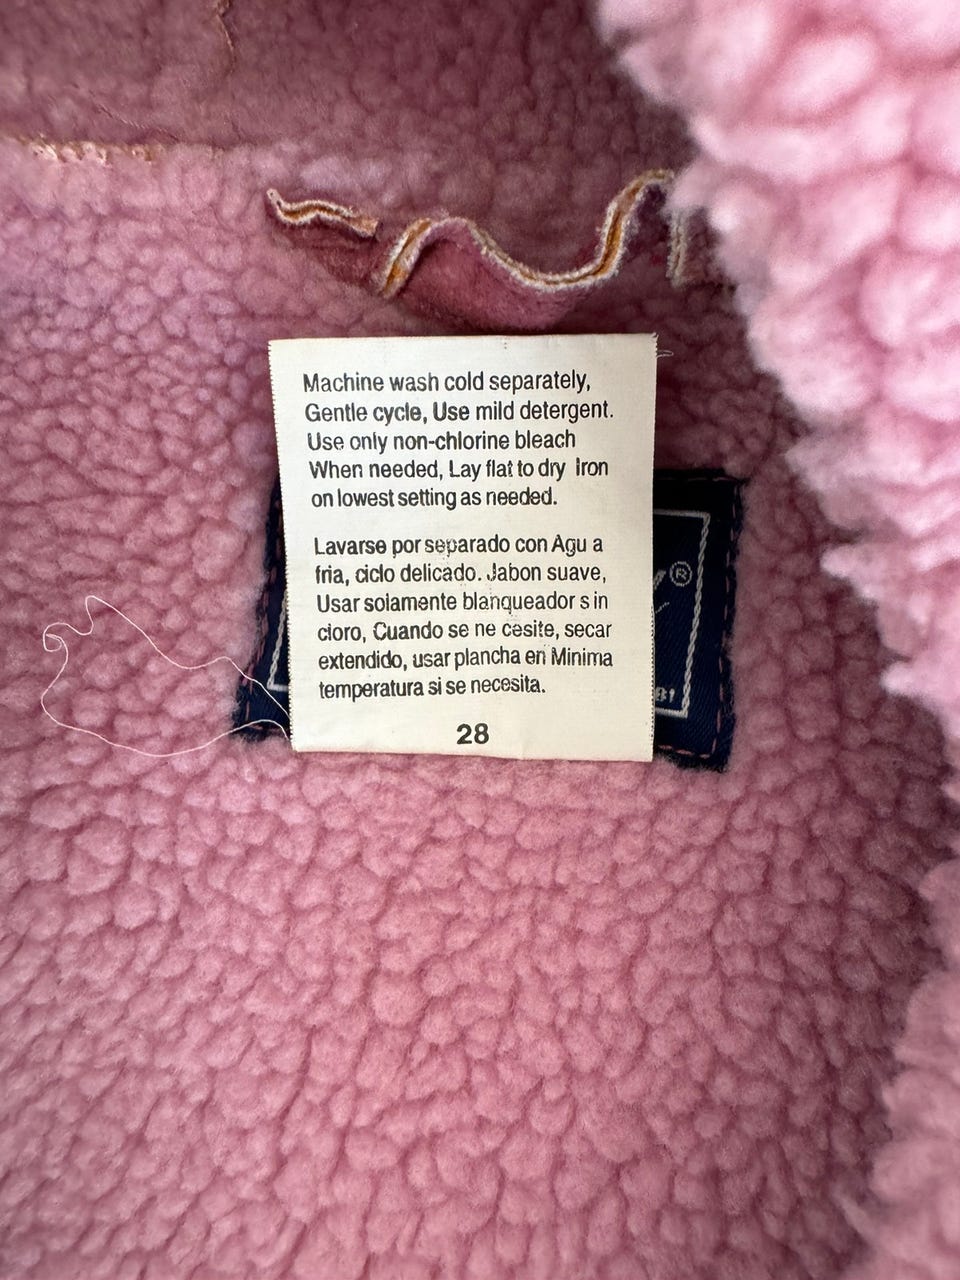 Machine wash cold separately,
Gentle cycle, Use mild detergent.
Use only non-chlorine bleach
When needed, Lay flat to dry Iron
on lowest setting as needed.
Lavarse por separado con Agu a
fria, ciclo delicado. Jabon suave,
Usar solamente blanqueador s in
cloro, Cuando se ne cesite, secar
extendido, usar plancha en Minima
temperatura si se necesita.
28
®